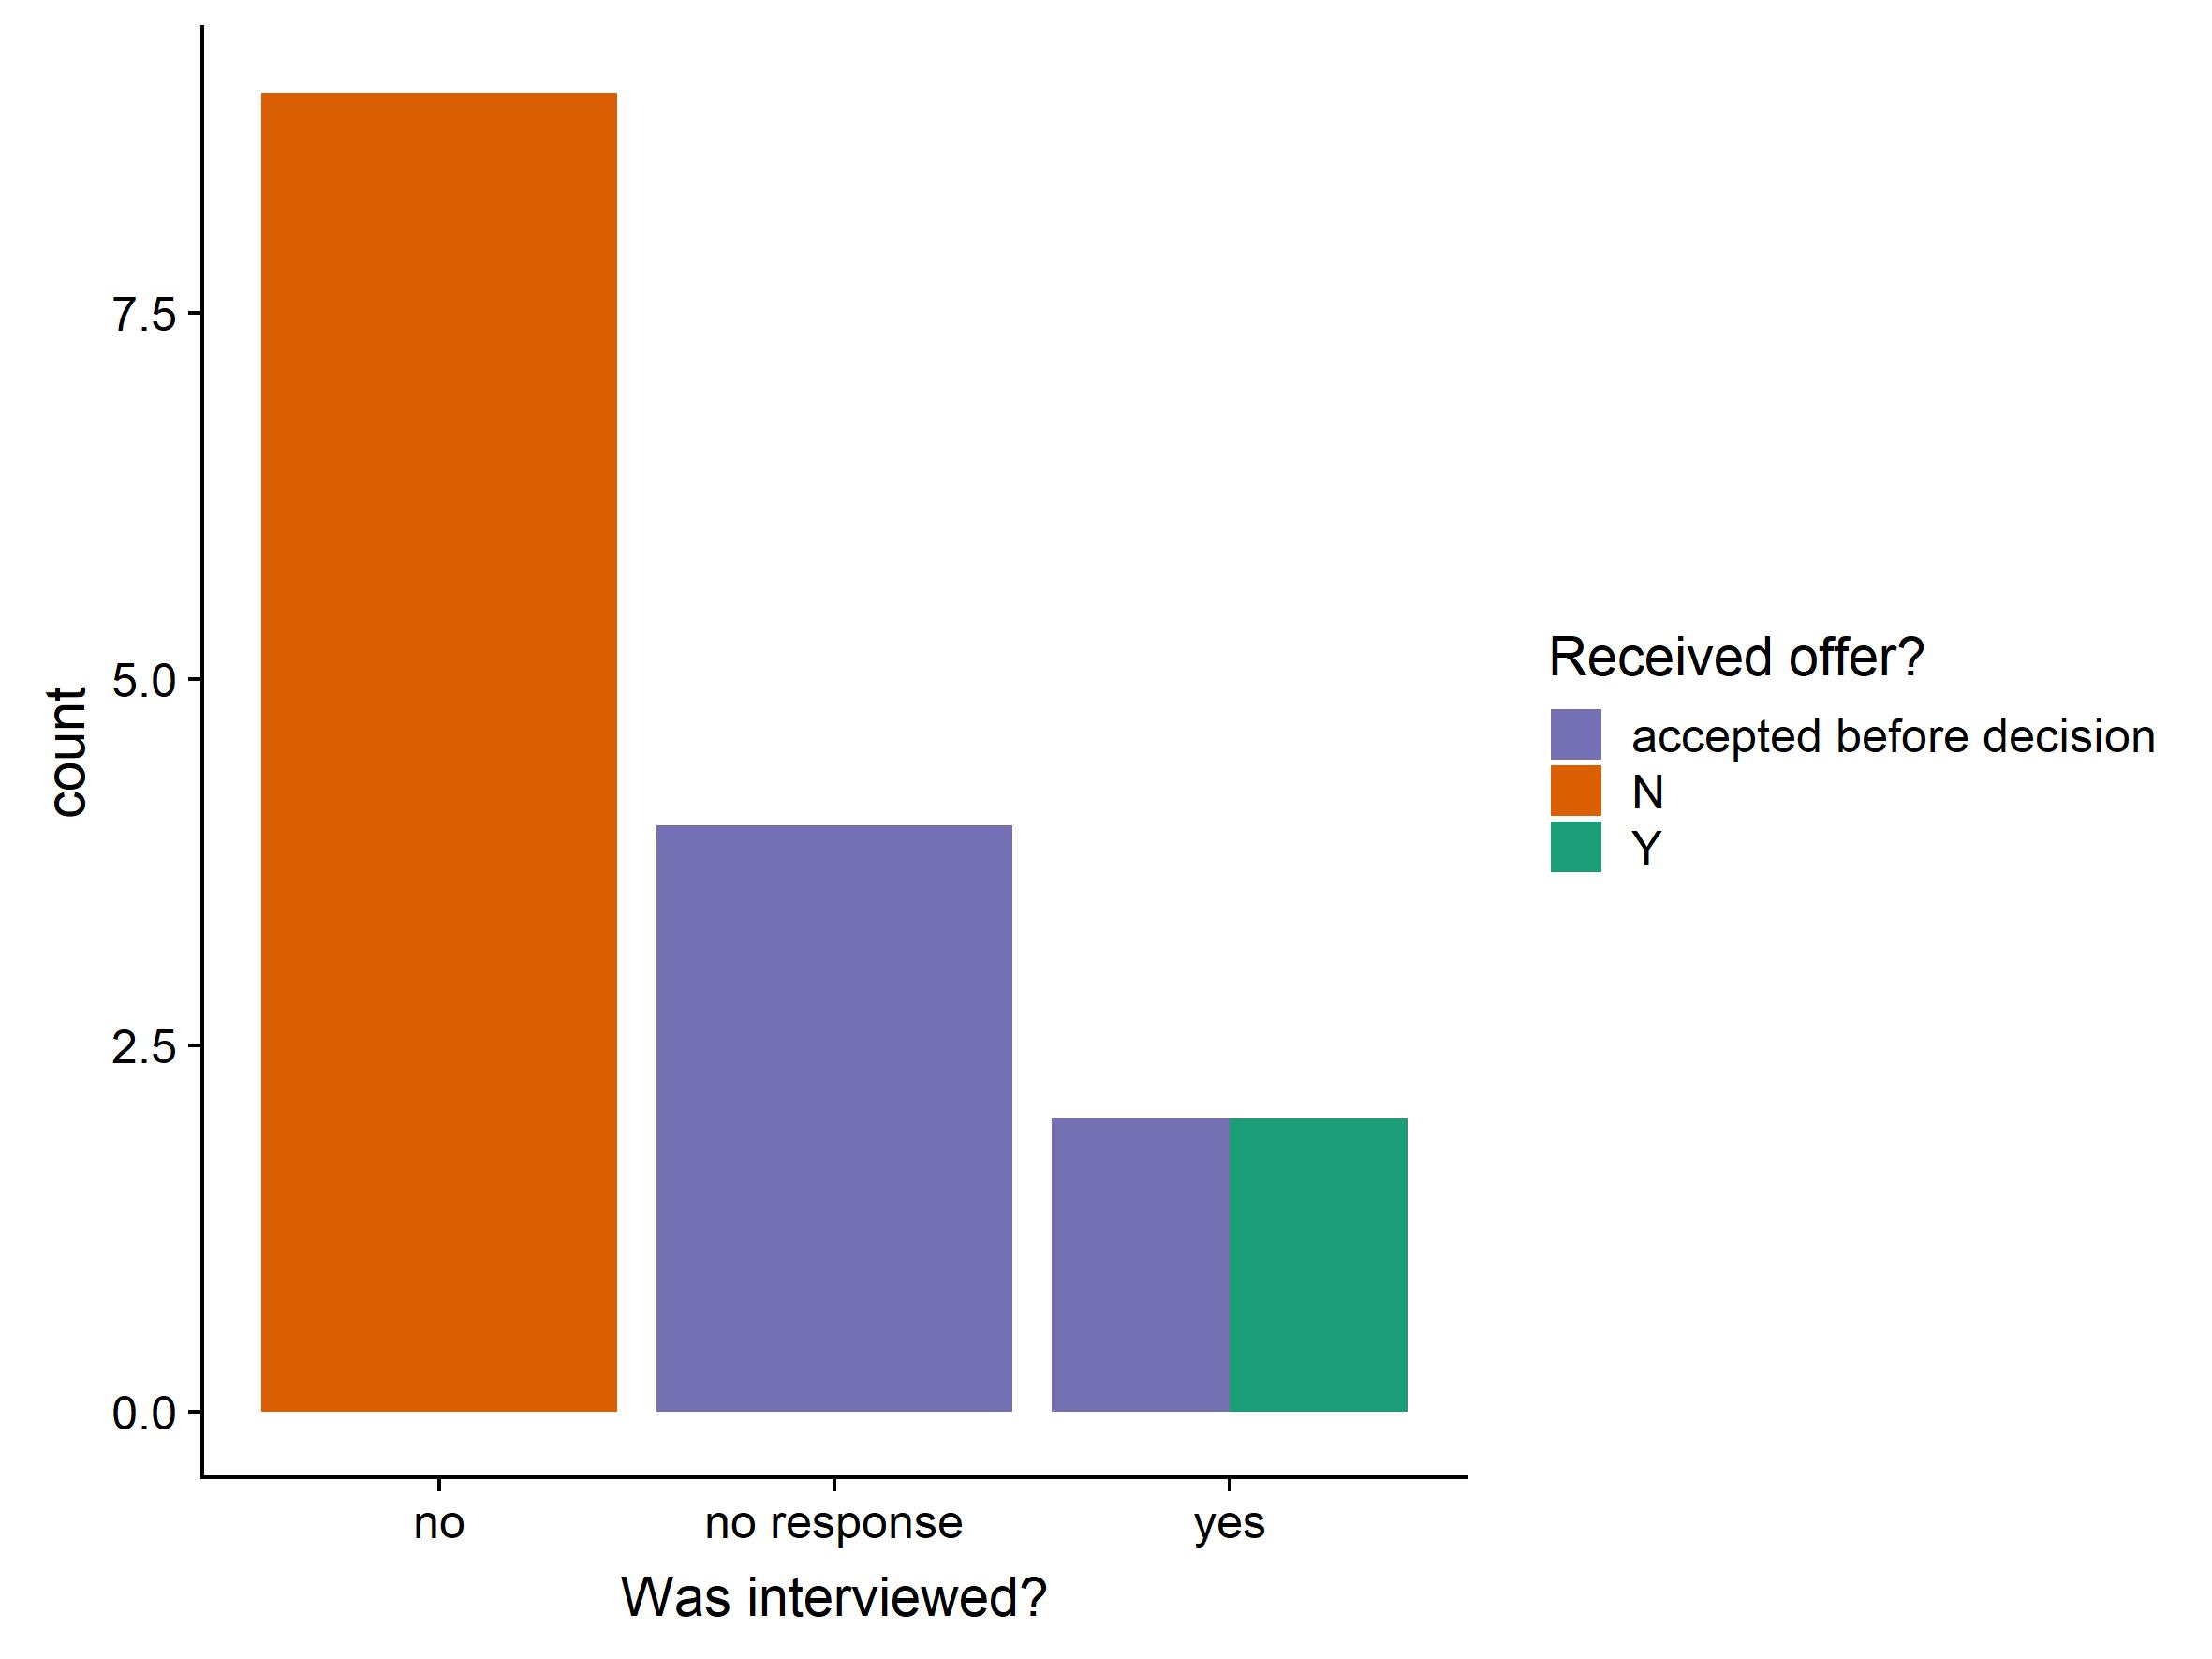 7.5
5.0
2.5
0.0
count
no
no response
yes
Was interviewed?
Received offer?
accepted before decision
N
Y